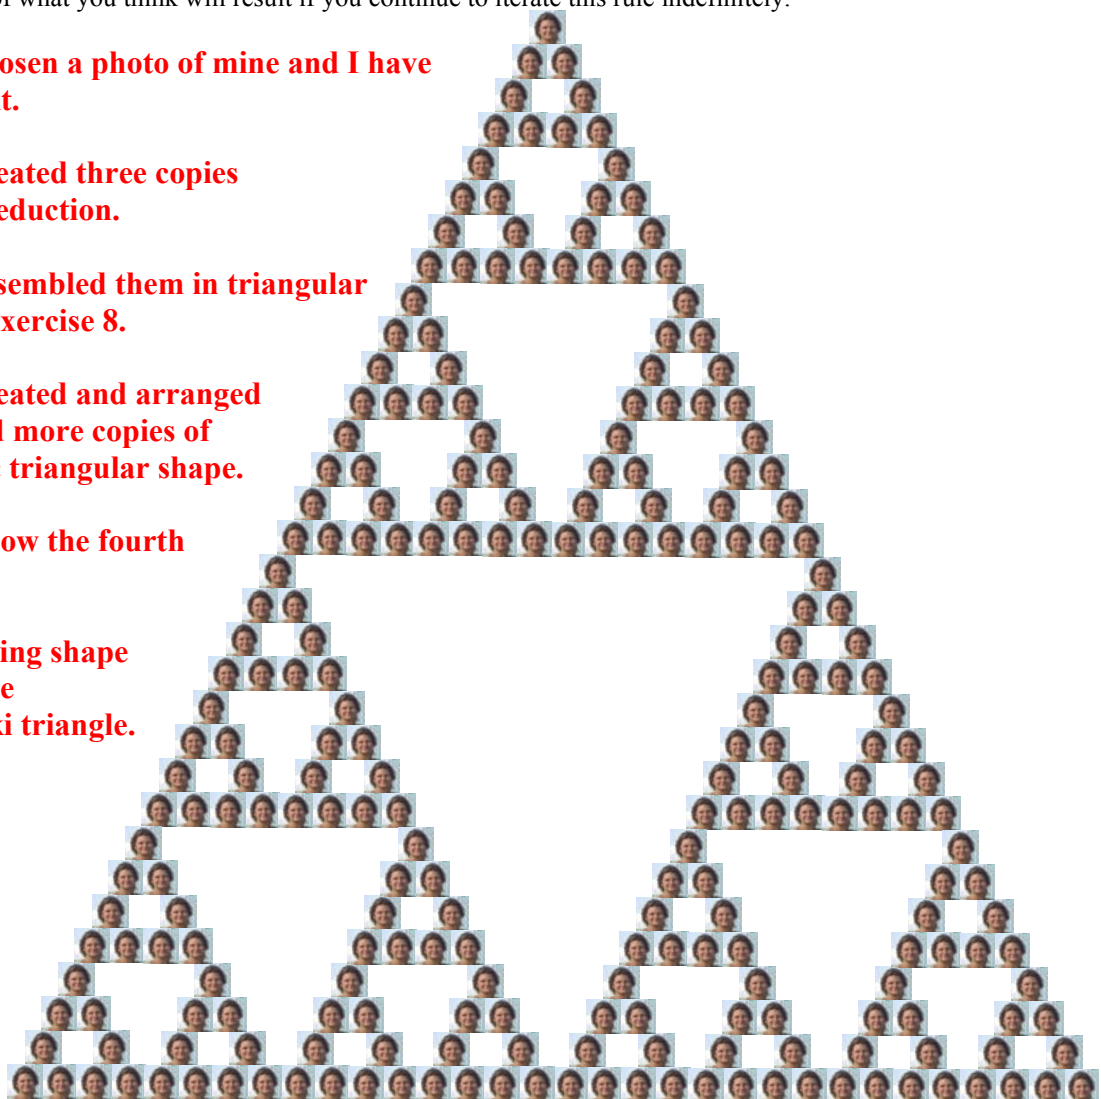 of what you think will result if you continue to iterate this rule indefinitely.
osen a photo of mine and I have
t.
eated three copies
eduction.
sembled them in triangular
xercise 8.
eated and arranged
more copies of
triangular shape.
ow the fourth
ing shape
e
i triangle.